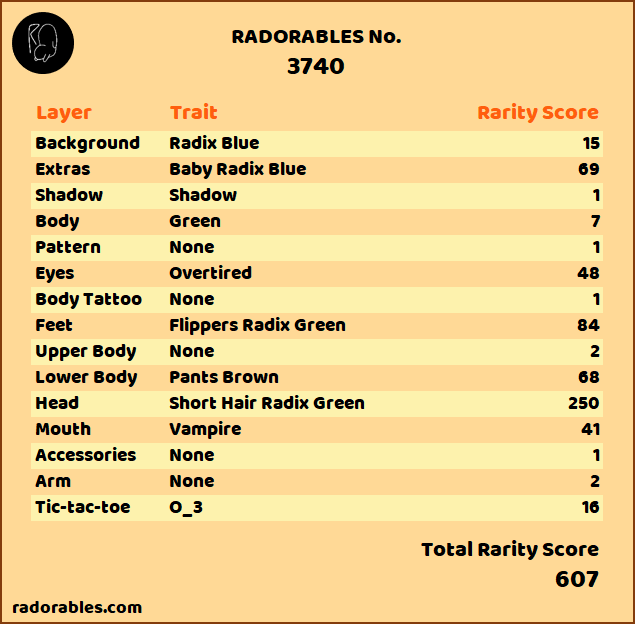 RADORABLES No.
3740
Layer Trait Rarity Score
Background Radix Blue 15
Extras Baby Radix Blue 69
Shadow Shadow 1
Body Green 7
Pattern None 1
Eyes Overtired 48
Body Tattoo None 1
Feet Flippers Radix Green 84
Upper Body None 2
Lower Body Pants Brown 68
Head Short Hair Radix Green 250
Mouth Vampire 41
Accessories None 1
Arm None 2
Tic-tac-toe O_3 16
Total Rarity Score
607
radorables.com